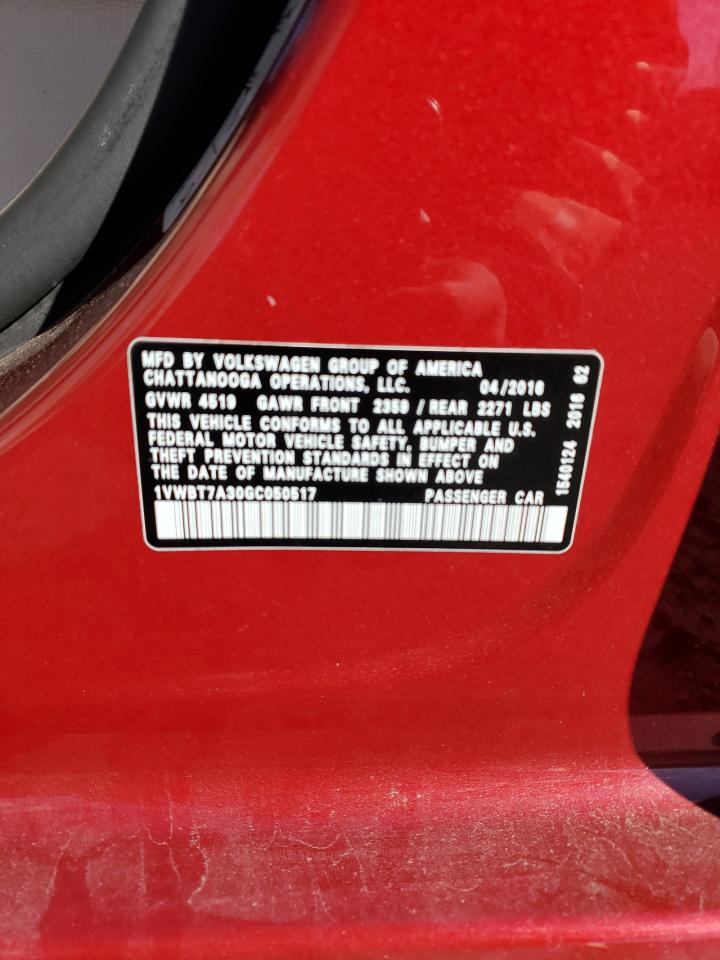 MFD BY VOLKSWAGEN GROUP OF AMERICA
CHATTANOOGA OPERATIONS, LLC. 04/2016
GVWR 4519 GAWR FRONT 2359 / REAR 2271 LBS
THIS VEHICLE CONFORMS TO ALL APPLICABLE U.S.
FEDERAL MOTOR VEHICLE SAFETY, BUMPER AND
THEFT PREVENTION STANDARDS IN EFFECT ON
THE DATE OF MANUFACTURE SHOWN ABOVE
1VWBT7A30GC050517 PASSENGER CAR
1540124 2016 62